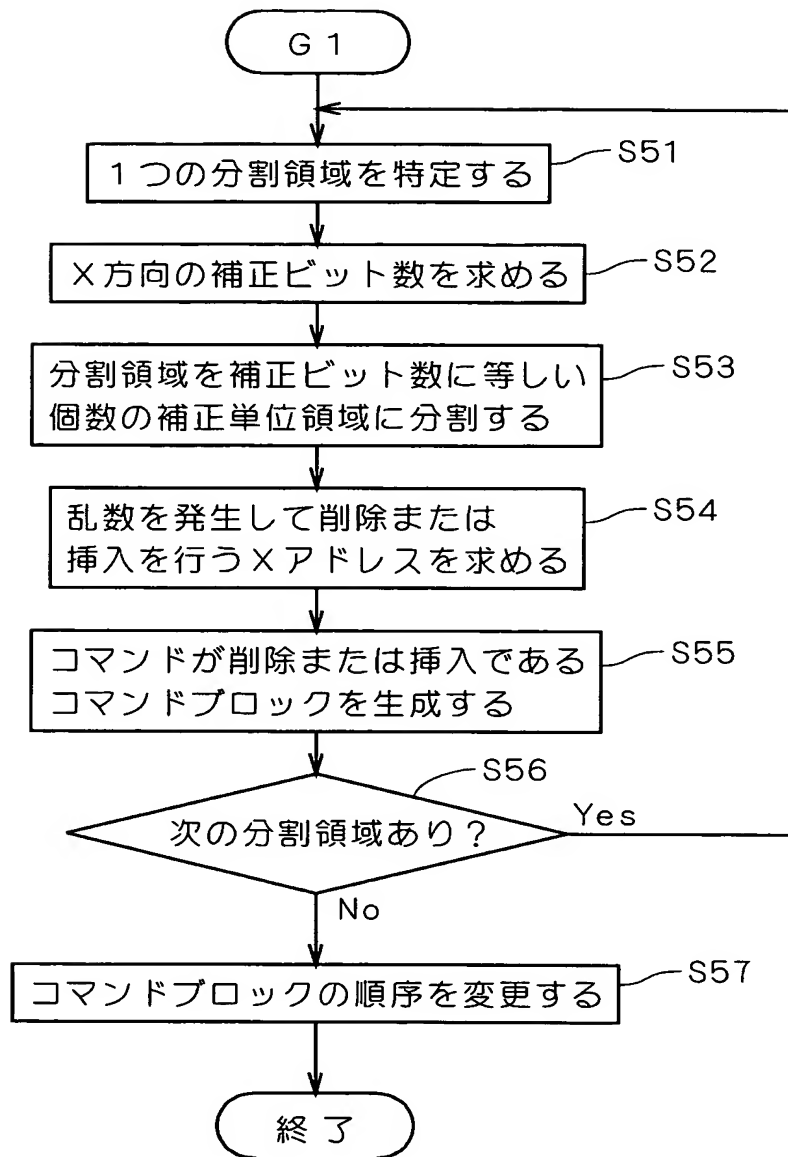 G1
1つの分割領域を特定する
S51
X方向の補正ビット数を求める
S52
分割領域を補正ビット数に等しい
個数の補正単位領域に分割する
S53
乱数を発生して削除または
挿入を行うXアドレスを求める
S54
コマンドが削除または挿入である
コマンドブロックを生成する
S55
S56
次の分割領域あり?
Yes
No
コマンドブロックの順序を変更する
S57
終了